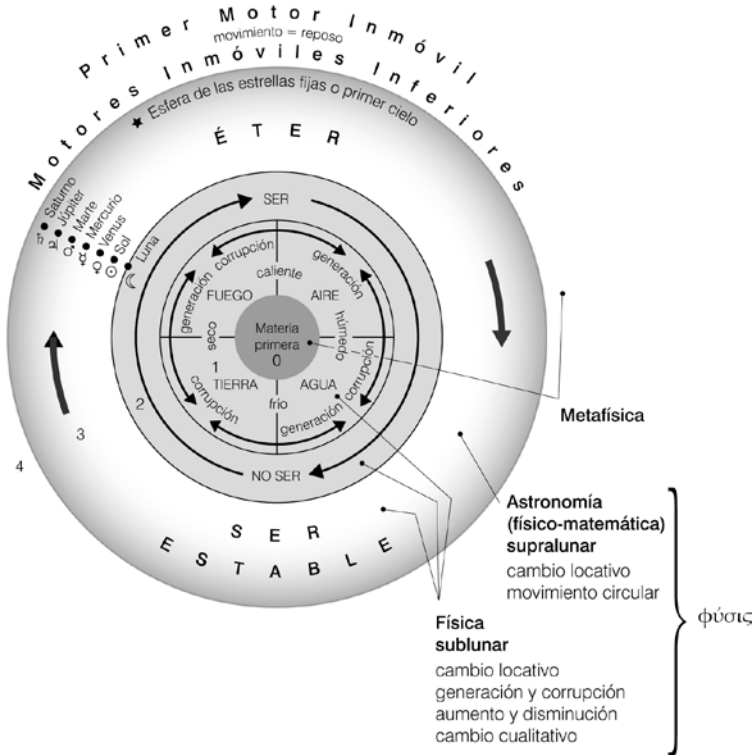 Primer Motor Inmóvil
movimiento = reposo
Motores Inmóviles Inferiores
★ Esfera de las estrellas fijas o primer cielo
ÉTER
♄ Saturno
♃ Júpiter
♂ Marte
☿ Mercurio
♀ Venus
☉ Sol
☾ Luna
SER
corrupción
generación
generación
caliente
FUEGO
AIRE
seco
húmedo
Materia
primera
0
1
TIERRA
AGUA
corrupción
corrupción
frío
generación
2
3
4
NO SER
SER
ESTABLE
Metafísica
Astronomía
(físico-matemática)
supralunar
cambio locativo
movimiento circular
φύσις
Física
sublunar
cambio locativo
generación y corrupción
aumento y disminución
cambio cualitativo